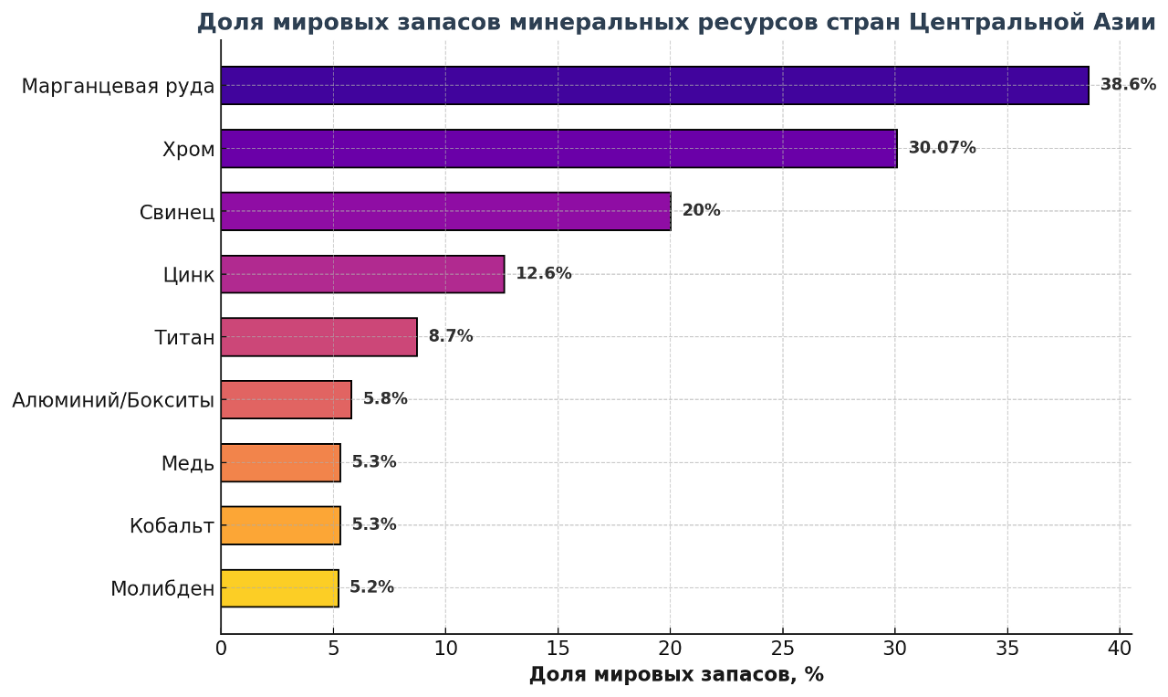 Доля мировых запасов минеральных ресурсов стран Центральной Азии
Марганцевая руда 38.6%
Хром 30.07%
Свинец 20%
Цинк 12.6%
Титан 8.7%
Алюминий/Бокситы 5.8%
Медь 5.3%
Кобальт 5.3%
Молибден 5.2%
0 5 10 15 20 25 30 35 40
Доля мировых запасов, %